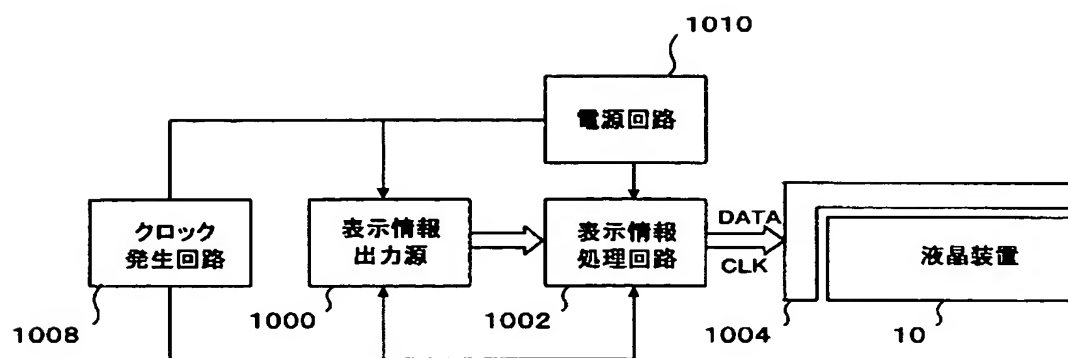 1010
電源回路
クロック
発生回路
表示情報
出力源
表示情報
処理回路
DATA
CLK
液晶装置
1008
1000
1002
1004
10